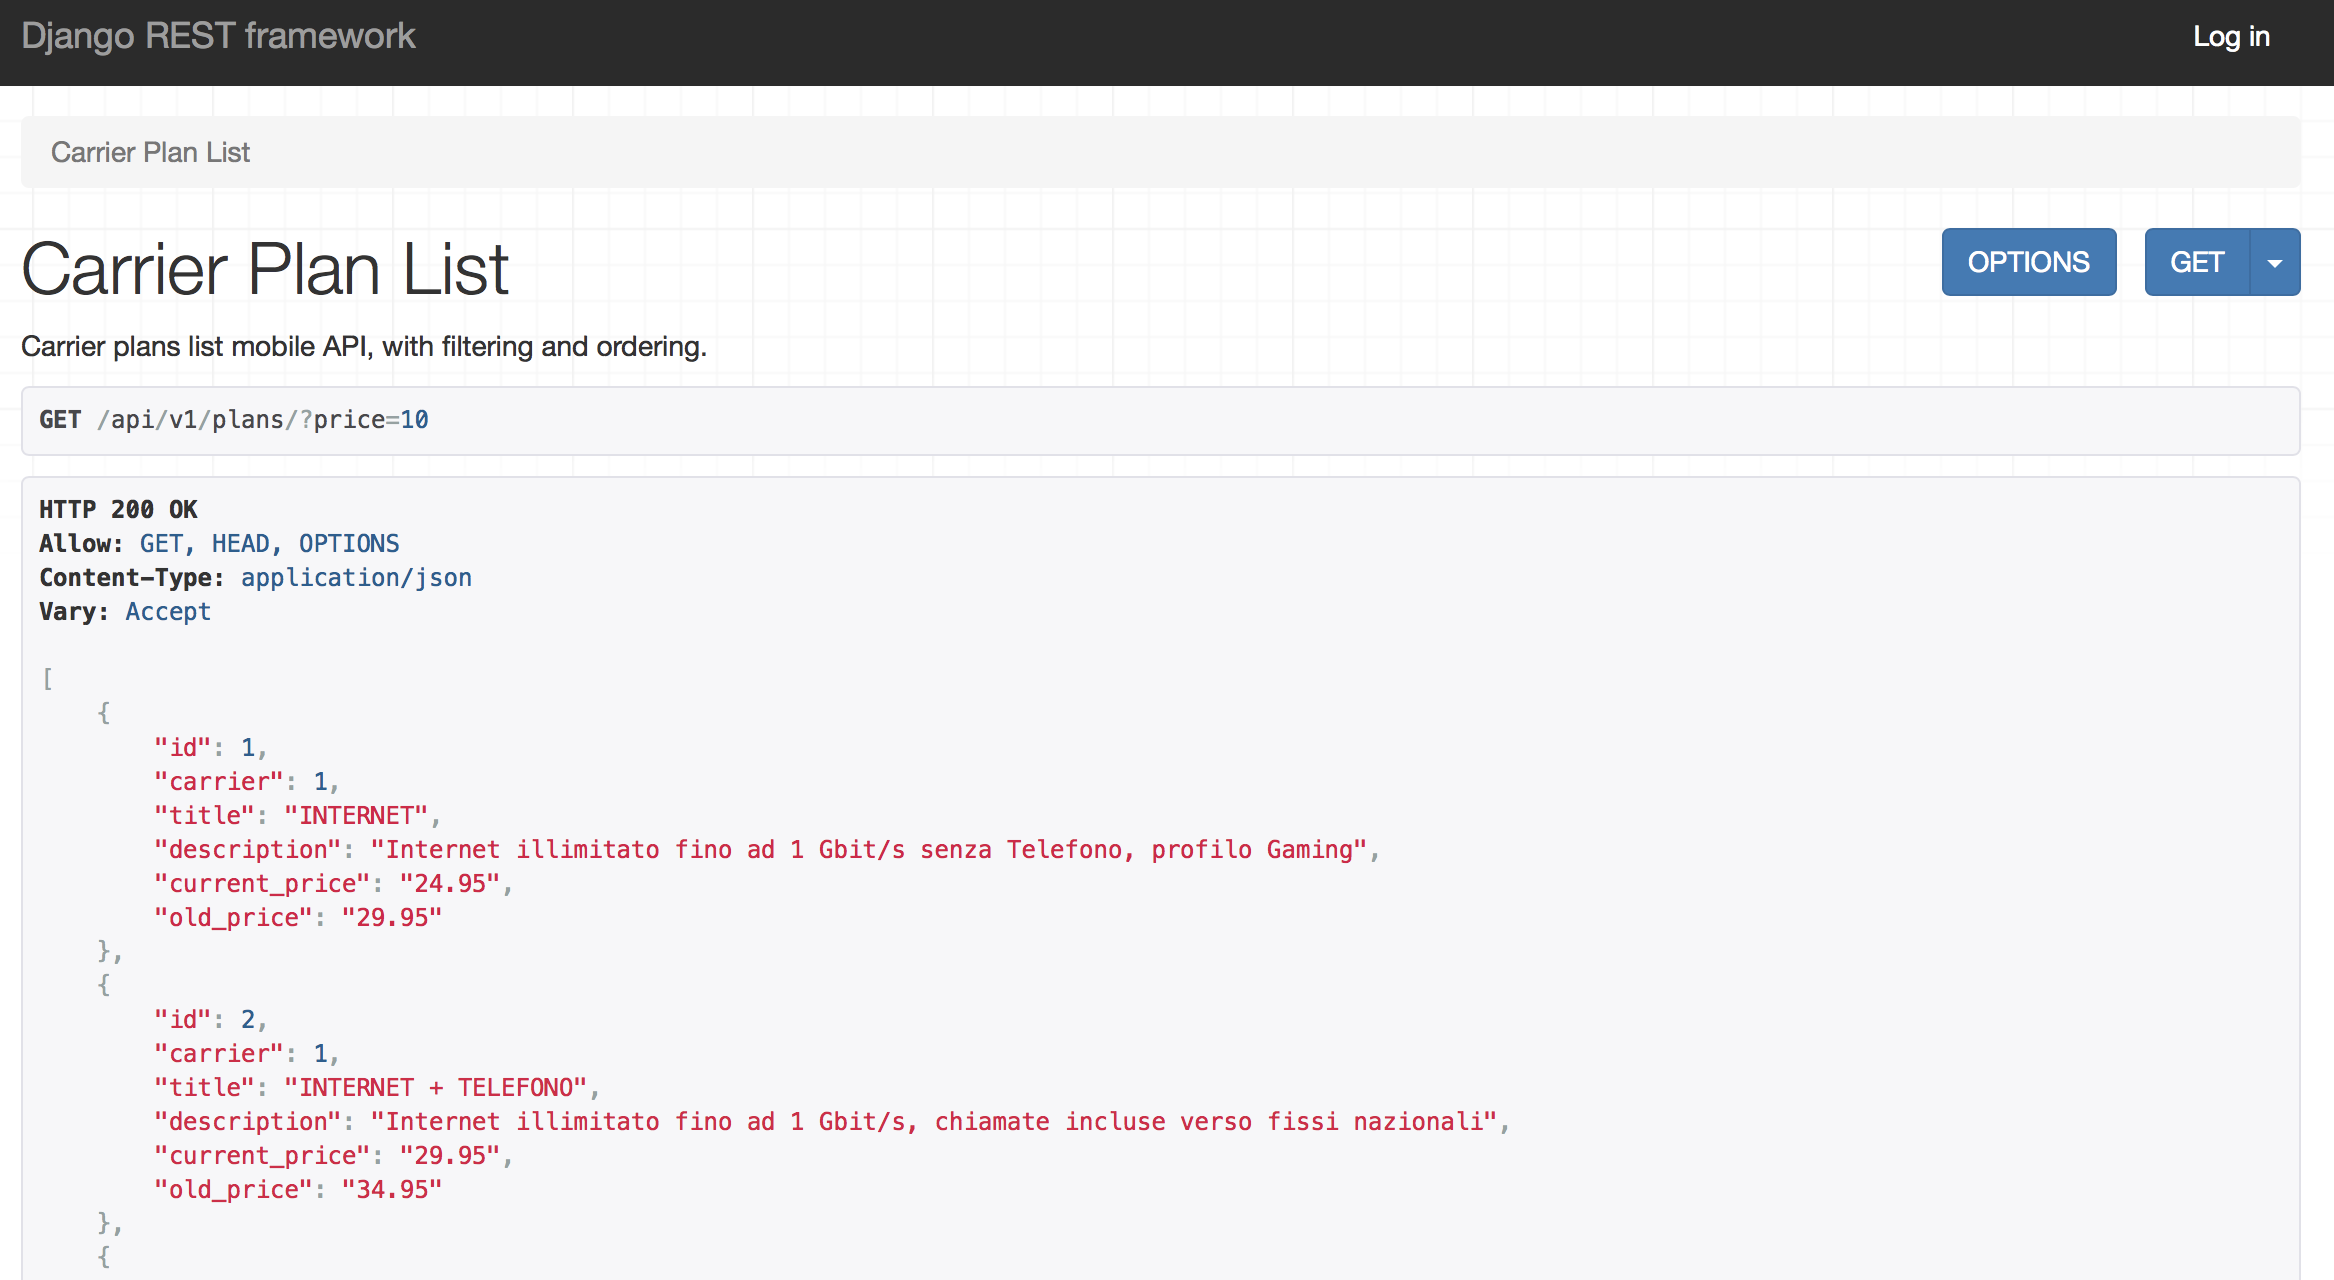 Django REST framework
Log in
Carrier Plan List
Carrier Plan List
OPTIONS
GET
Carrier plans list mobile API, with filtering and ordering.
GET /api/v1/plans/?price=10
HTTP 200 OK
Allow: GET, HEAD, OPTIONS
Content-Type: application/json
Vary: Accept
[
    {
        "id": 1,
        "carrier": 1,
        "title": "INTERNET",
        "description": "Internet illimitato fino ad 1 Gbit/s senza Telefono, profilo Gaming",
        "current_price": "24.95",
        "old_price": "29.95"
    },
    {
        "id": 2,
        "carrier": 1,
        "title": "INTERNET + TELEFONO",
        "description": "Internet illimitato fino ad 1 Gbit/s, chiamate incluse verso fissi nazionali",
        "current_price": "29.95",
        "old_price": "34.95"
    },
    {